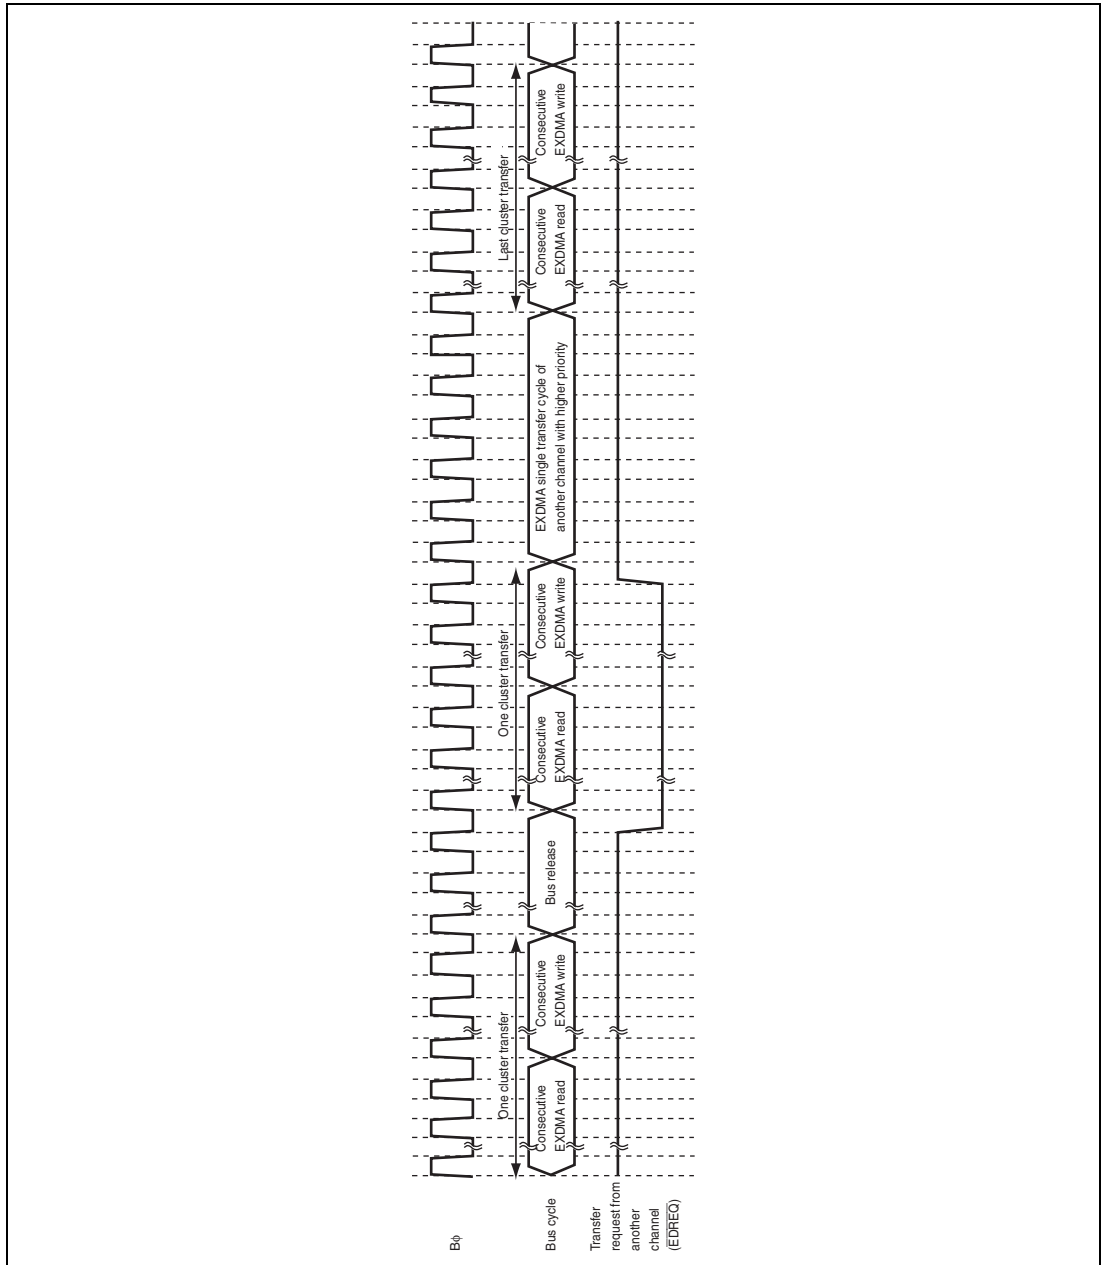 Bϕ
Bus cycle
Transfer
request from
another
channel
(EDREQ)
One cluster transfer
One cluster transfer
Last cluster transfer
Consecutive
EXDMA read
Consecutive
EXDMA write
Bus release
Consecutive
EXDMA read
Consecutive
EXDMA write
EXDMA single transfer cycle of
another channel with higher priority
Consecutive
EXDMA read
Consecutive
EXDMA write